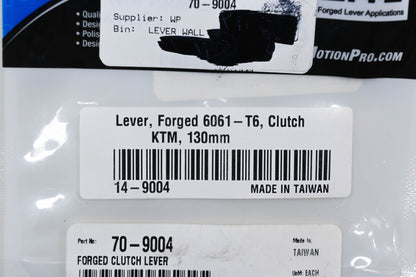 70-9004
Supplier: WP
Bin: LEVER WALL
Forged Lever Applications
MotionPro.com
Lever, Forged 6061-T6, Clutch
KTM, 130mm
14-9004
MADE IN TAIWAN
Part No: 70-9004
Made In:
TAIWAN
FORGED CLUTCH LEVER
UoM: EACH